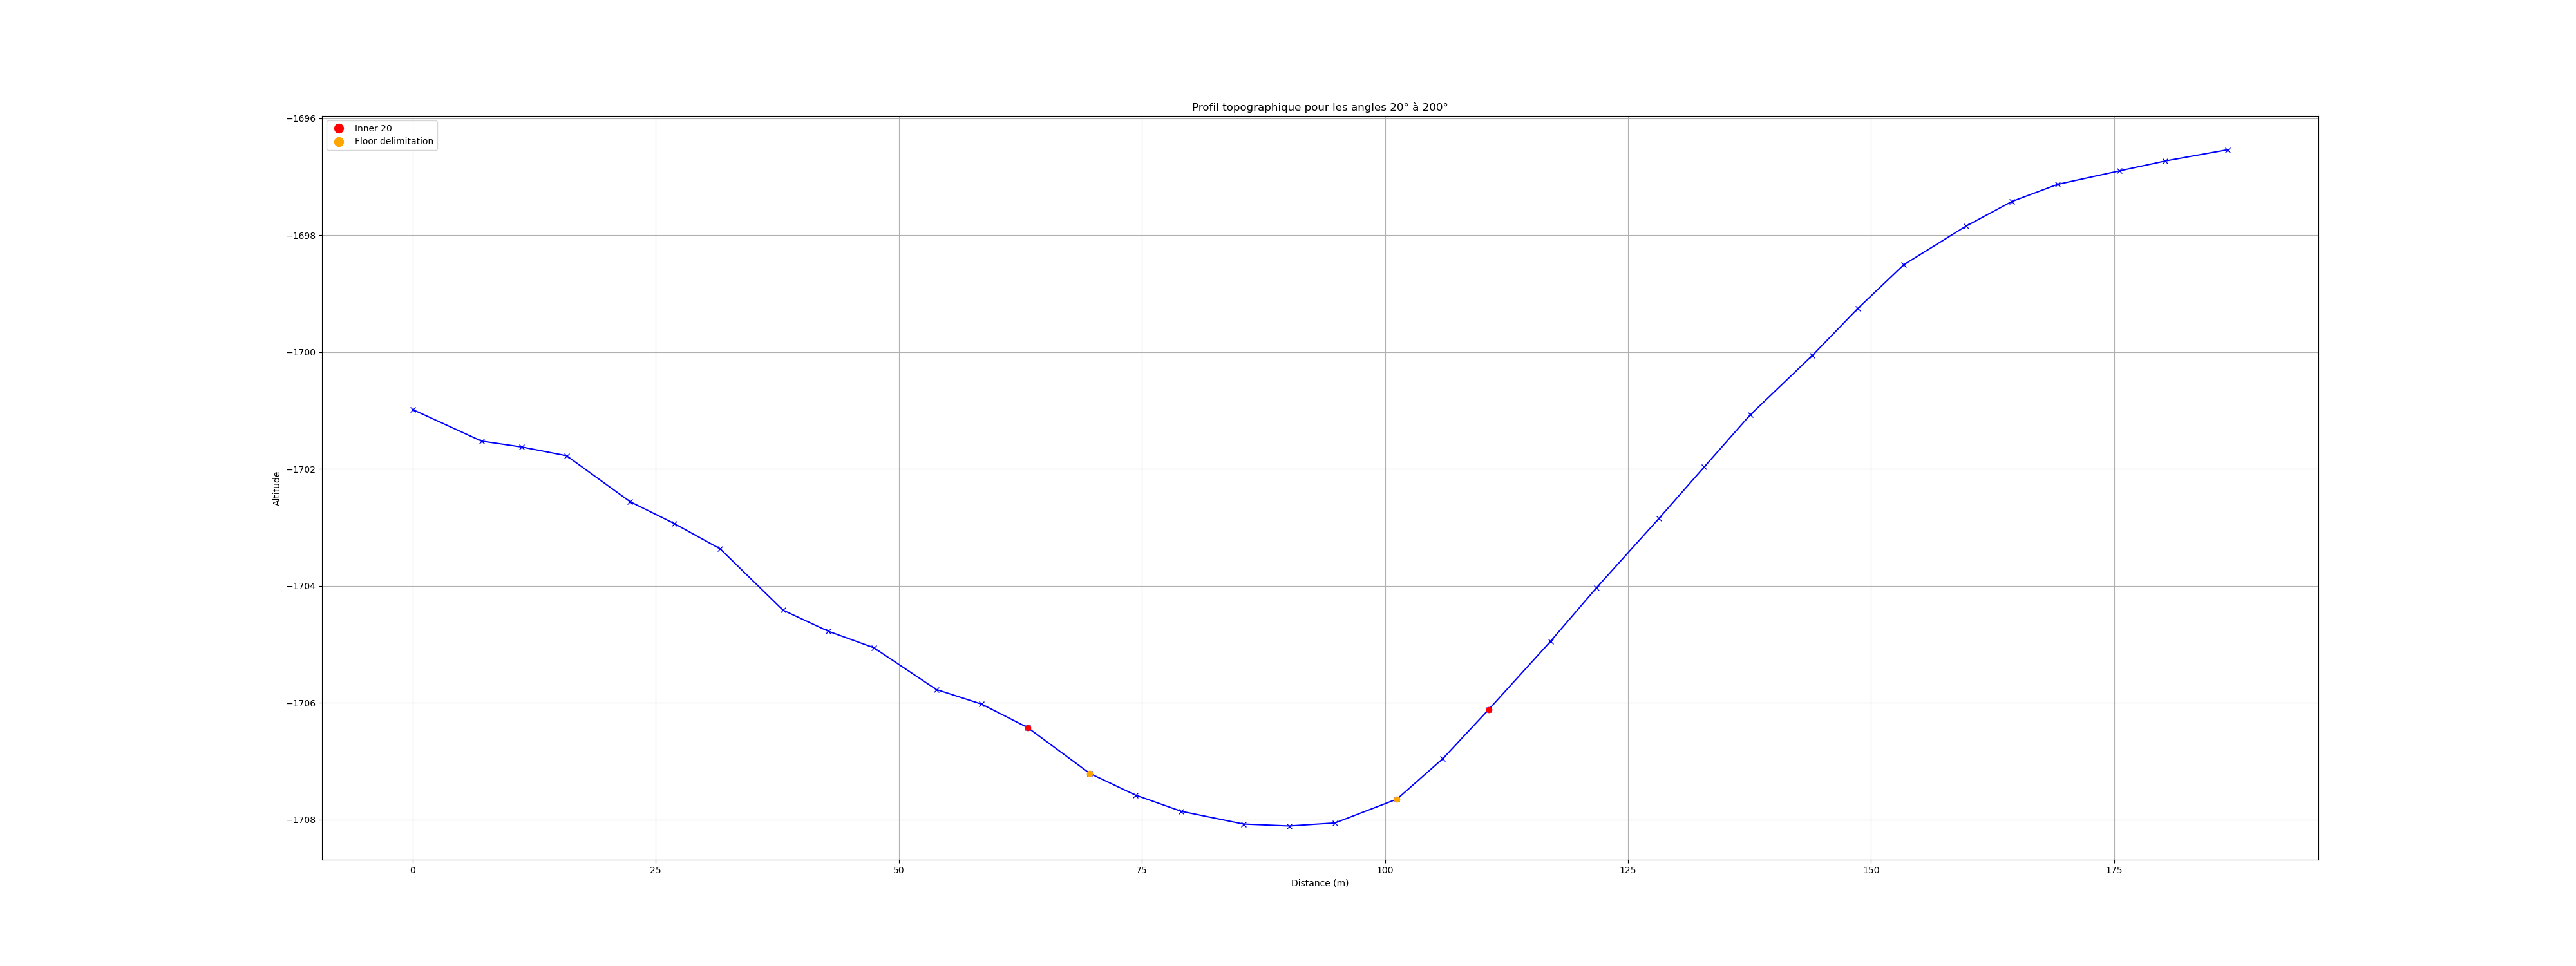 Profil topographique pour les angles 20° à 200°
Inner 20
Floor delimitation
−1696
−1698
−1700
−1702
−1704
−1706
−1708
Altitude
0 25 50 75 100 125 150 175
Distance (m)